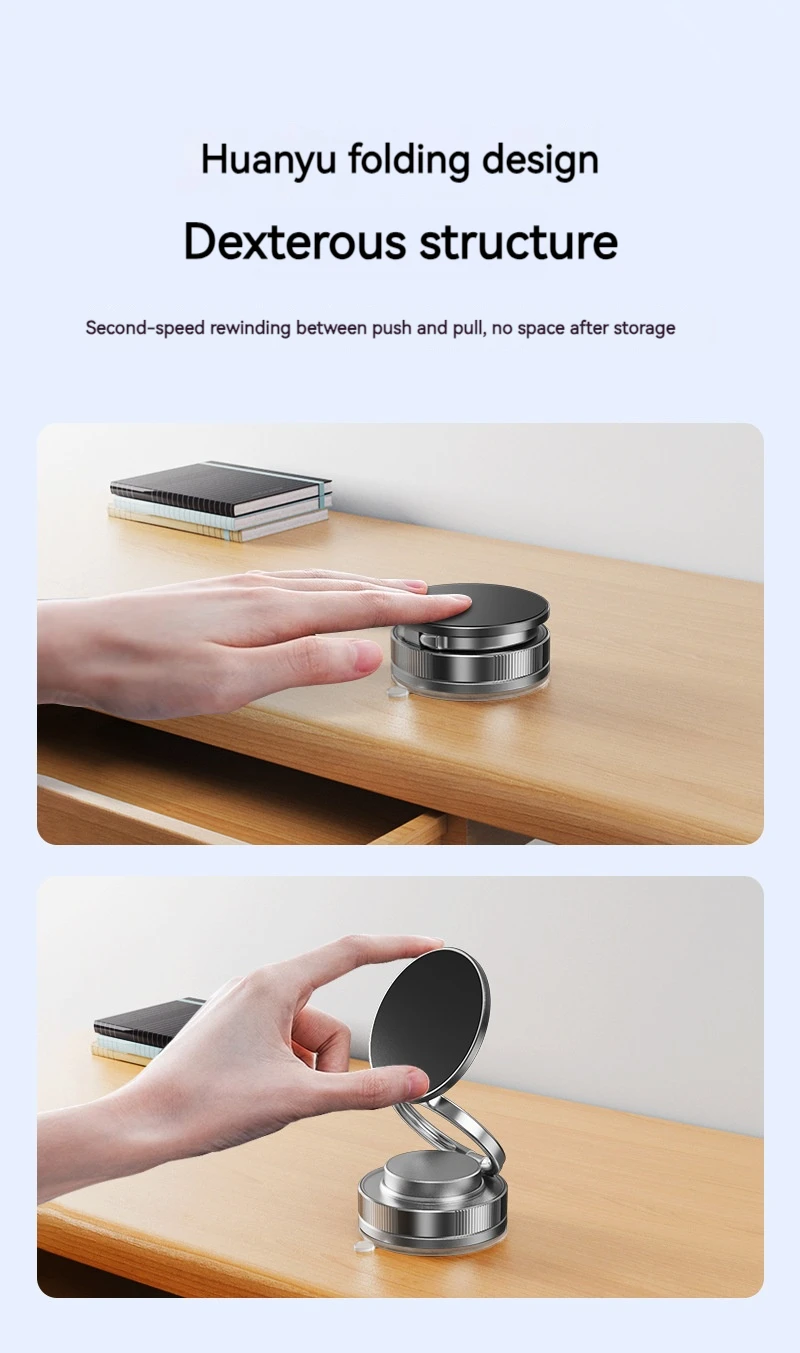 Huanyu folding design
Dexterous structure
Second-speed rewinding between push and pull, no space after storage